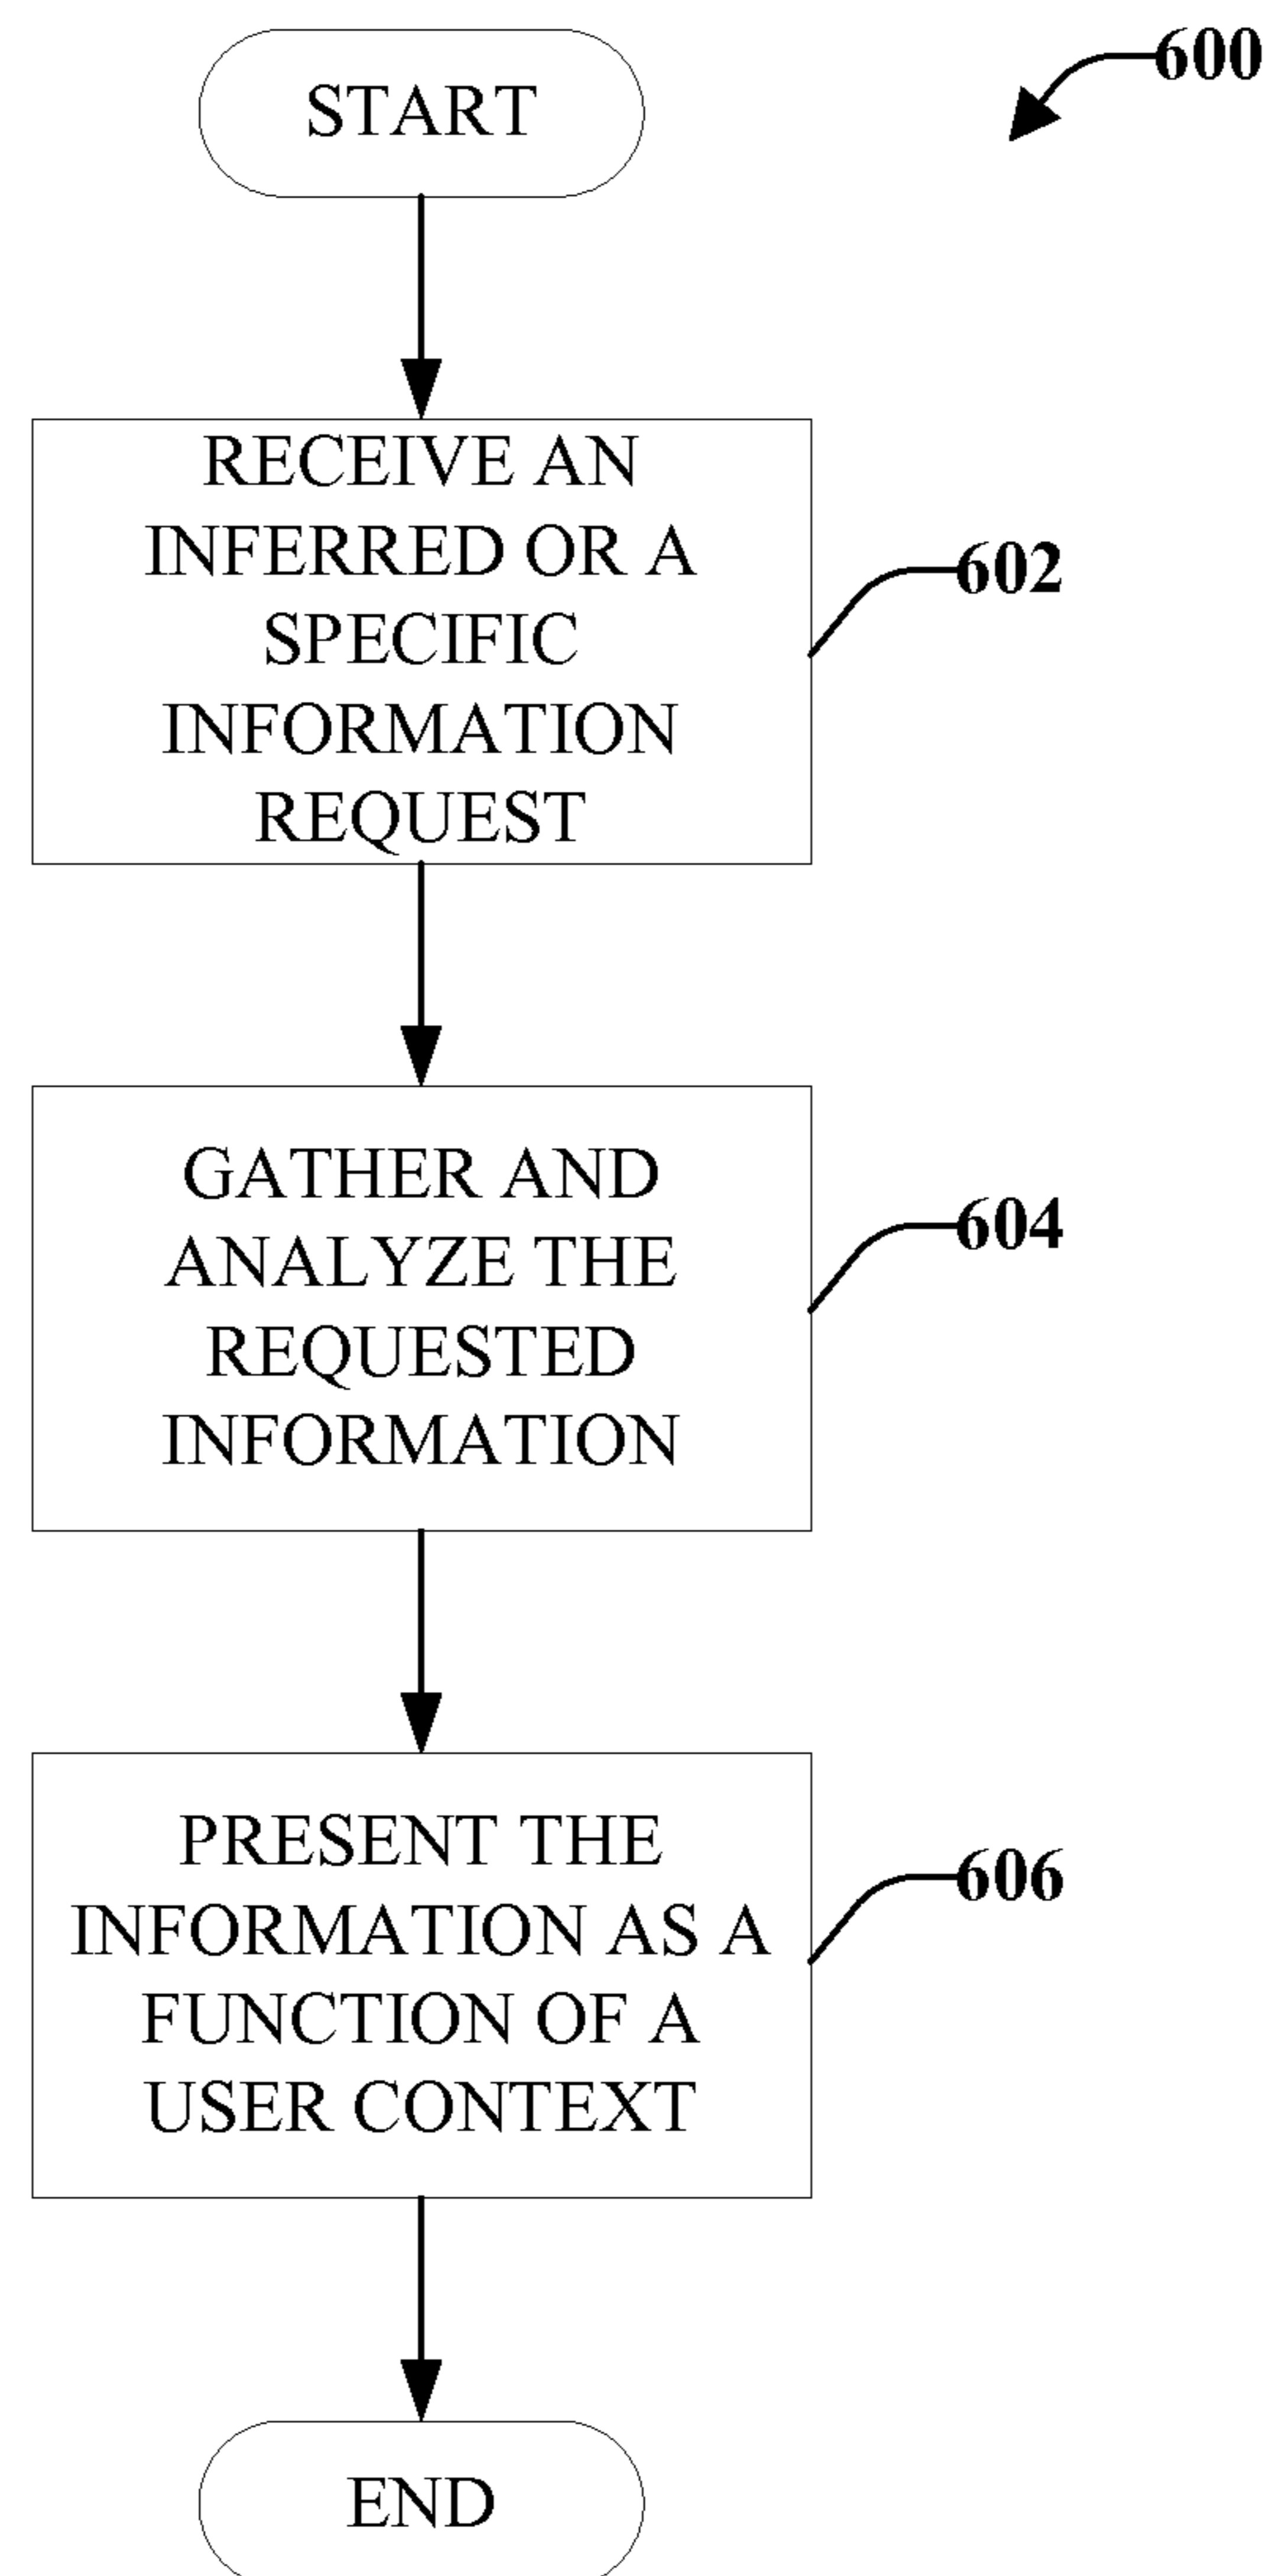 START
600
RECEIVE AN
INFERRED OR A
SPECIFIC
INFORMATION
REQUEST
602
GATHER AND
ANALYZE THE
REQUESTED
INFORMATION
604
PRESENT THE
INFORMATION AS A
FUNCTION OF A
USER CONTEXT
606
END